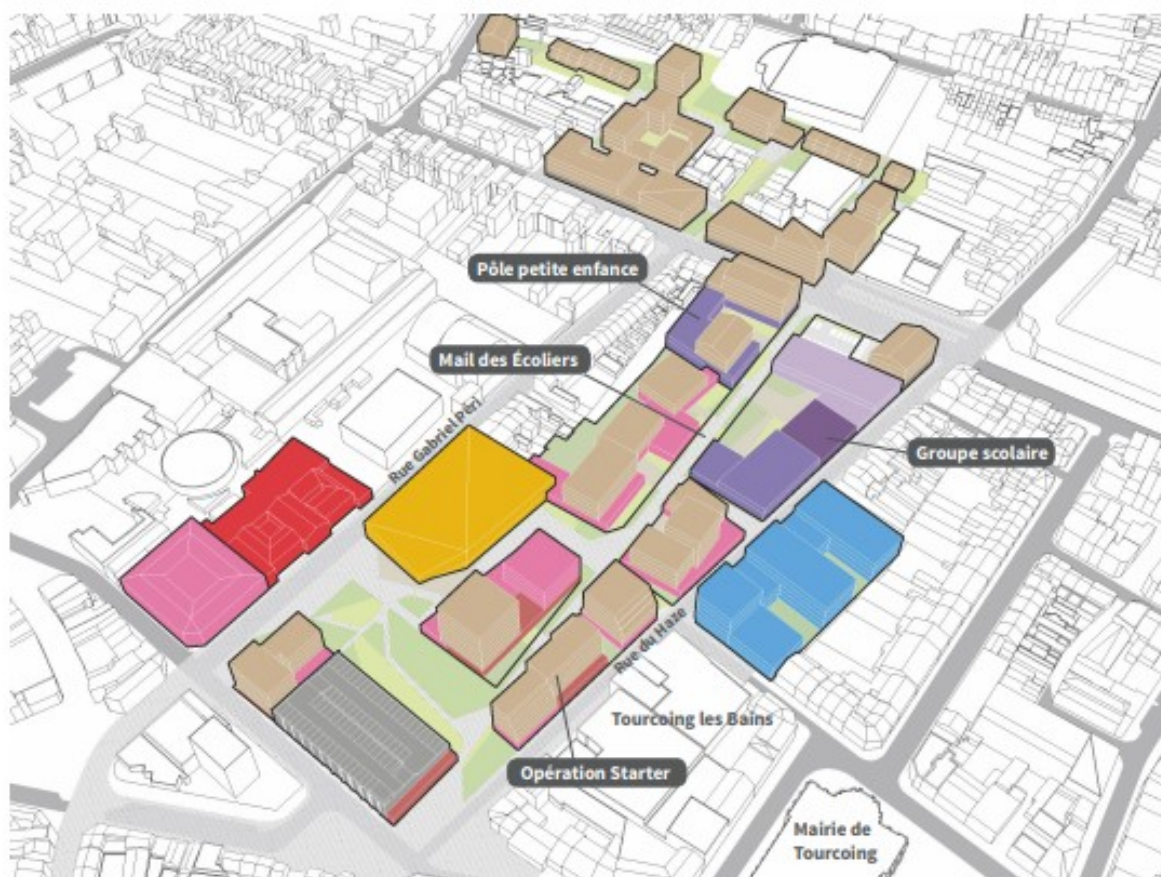 Pôle petite enfance
Mail des Écoliers
Rue Gabriel Péri
Groupe scolaire
Rue du Haze
Tourcoing les Bains
Opération Starter
Mairie de
Tourcoing